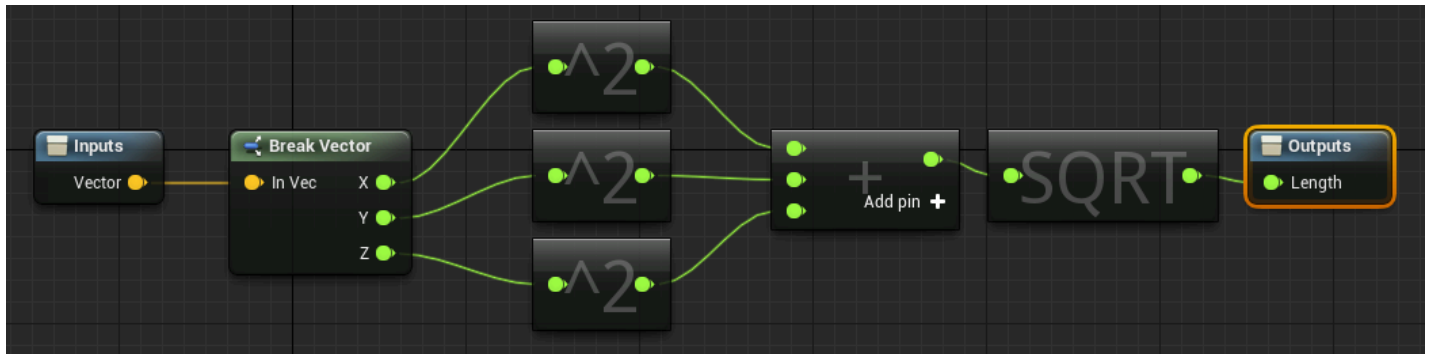 Inputs
Vector
Break Vector
In Vec
X
Y
Z
^2
^2
^2
+
Add pin +
SQRT
Outputs
Length